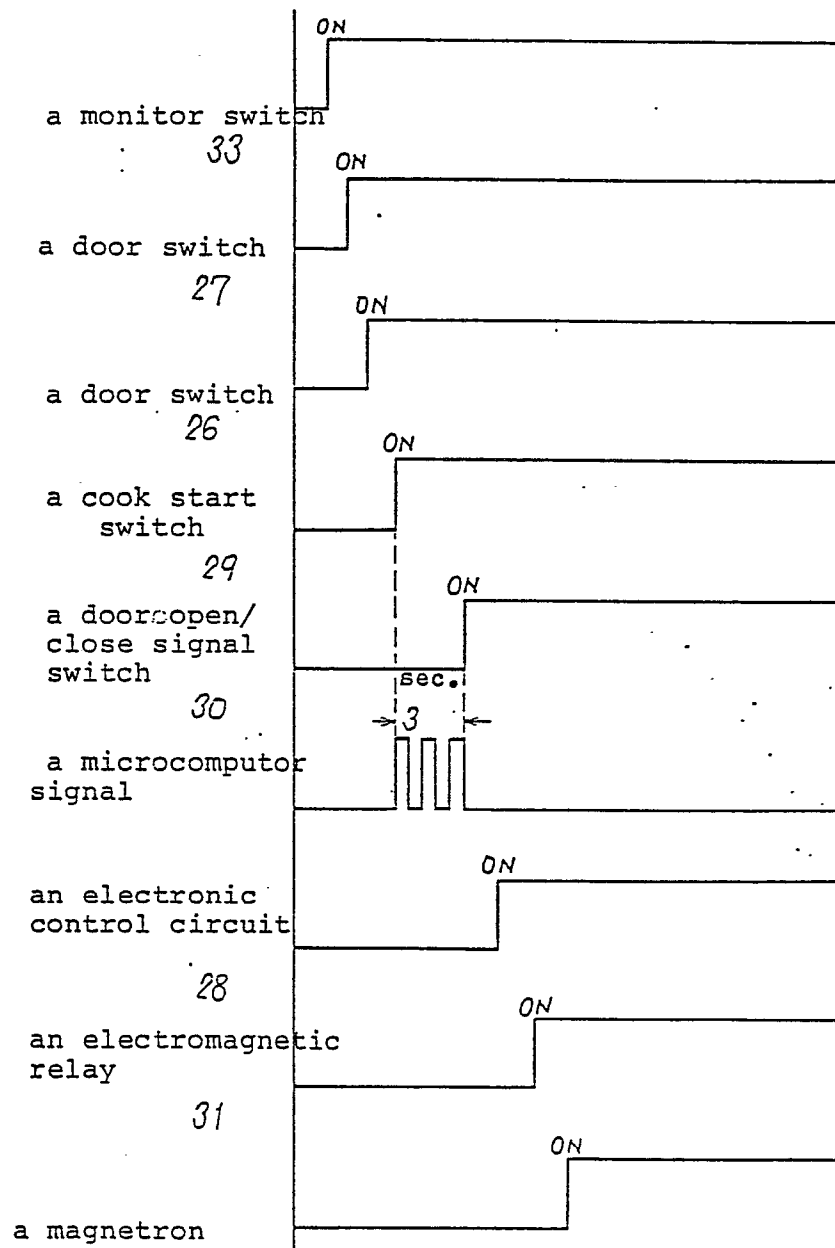 ON
a monitor switch
33
ON
a door switch
27
ON
a door switch
26
ON
a cook start
switch
29
ON
a door open/
close signal
switch
sec.
30
3
a microcomputor
signal
ON
an electronic
control circuit
28
ON
an electromagnetic
relay
31
ON
a magnetron